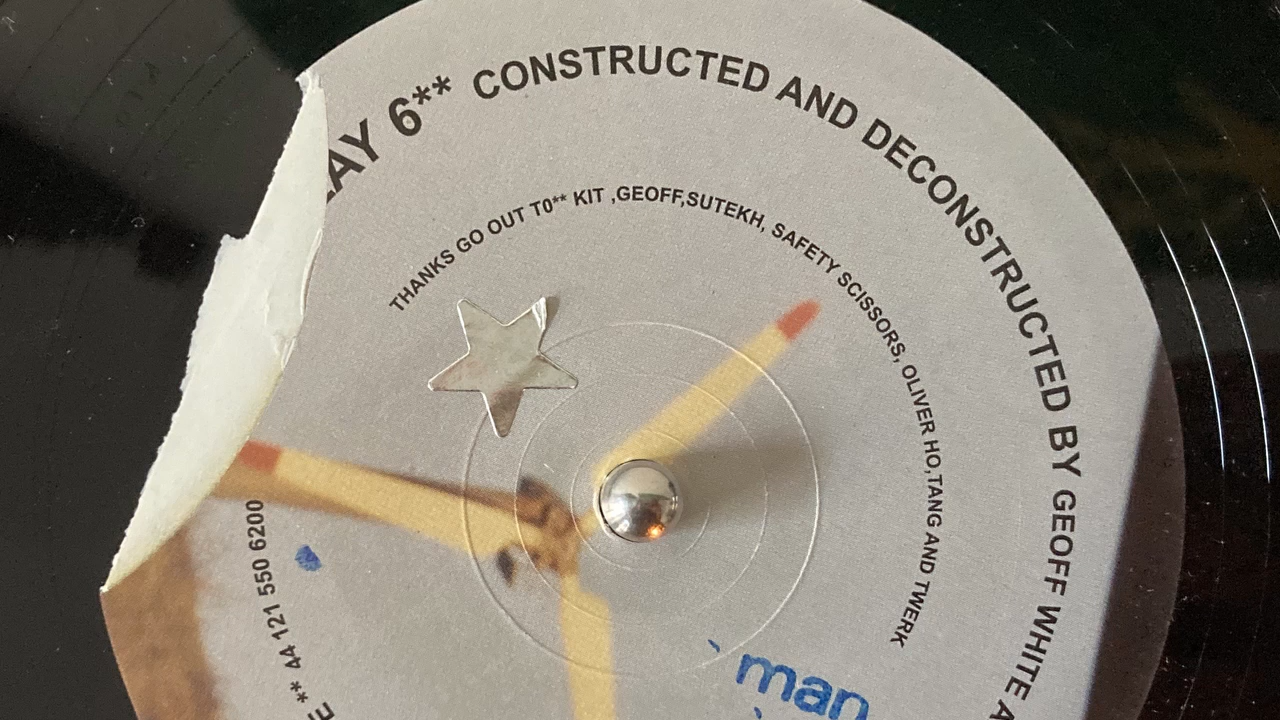 AY 6** CONSTRUCTED AND DECONSTRUCTED BY GEOFF WHITE A
THANKS GO OUT T0** KIT ,GEOFF,SUTEKH, SAFETY SCISSORS, OLIVER HO,TANG AND TWERK
E ** 44 121 550 6200
man